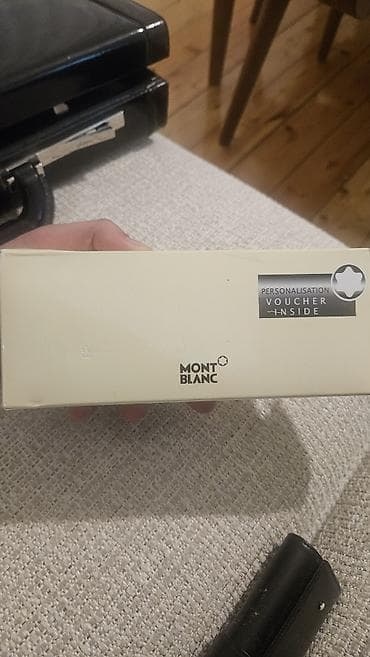 PERSONALISATION
VOUCHER
INSIDE
MONT
BLANC